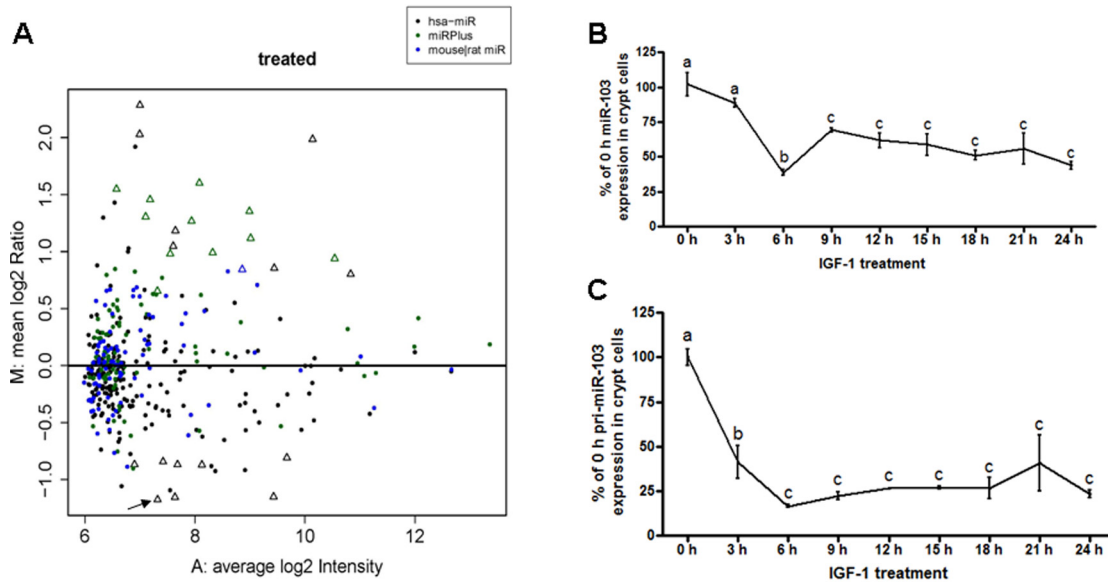 A
hsa-miR
miRPlus
mouse|rat miR
treated
M: mean log2 Ratio
2.0
1.5
1.0
0.5
0.0
-0.5
-1.0
6 8 10 12
A: average log2 Intensity
B
% of 0 h miR-103
expression in crypt cells
125
100
75
50
25
0
a a b c c c c c c
0 h 3 h 6 h 9 h 12 h 15 h 18 h 21 h 24 h
IGF-1 treatment
C
% of 0 h pri-miR-103
expression in crypt cells
125
100
75
50
25
0
a b c c c c c c c
0 h 3 h 6 h 9 h 12 h 15 h 18 h 21 h 24 h
IGF-1 treatment